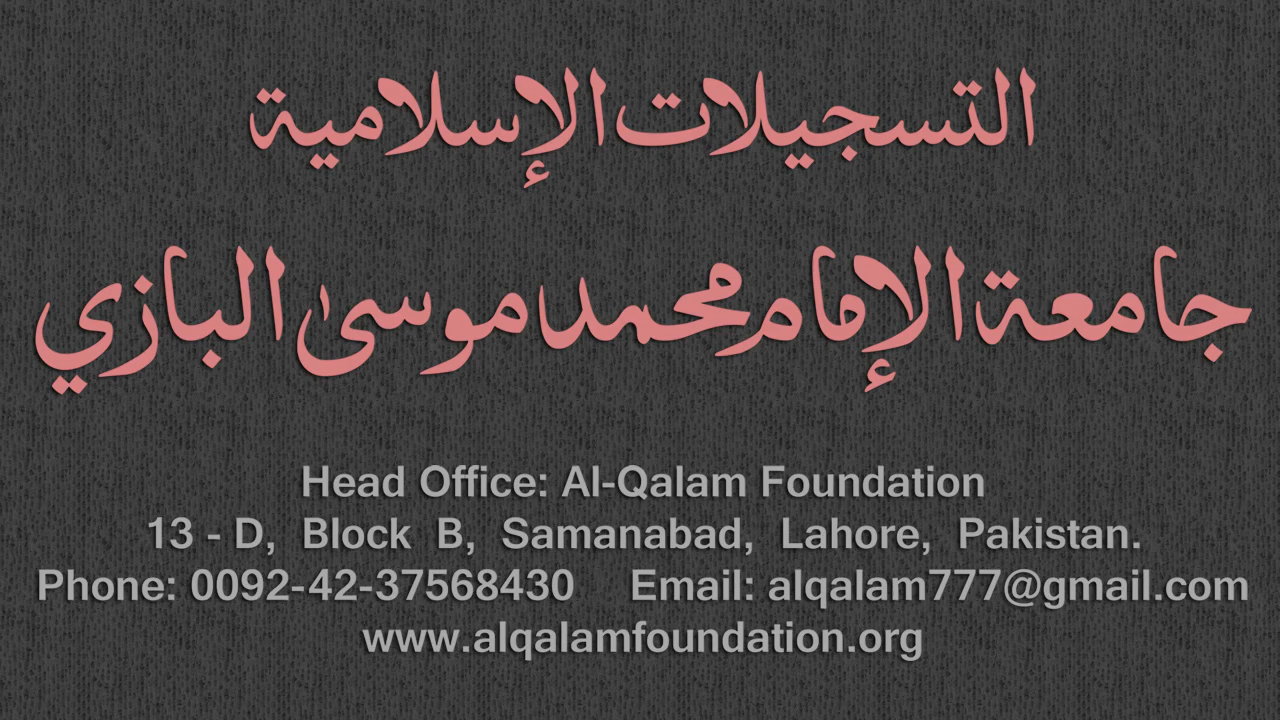 التسجيلات الإسلامية
جامعة الإمام محمد موسىٰ البازي
Head Office: Al-Qalam Foundation
13 - D, Block B, Samanabad, Lahore, Pakistan.
Phone: 0092-42-37568430 Email: alqalam777@gmail.com
www.alqalamfoundation.org